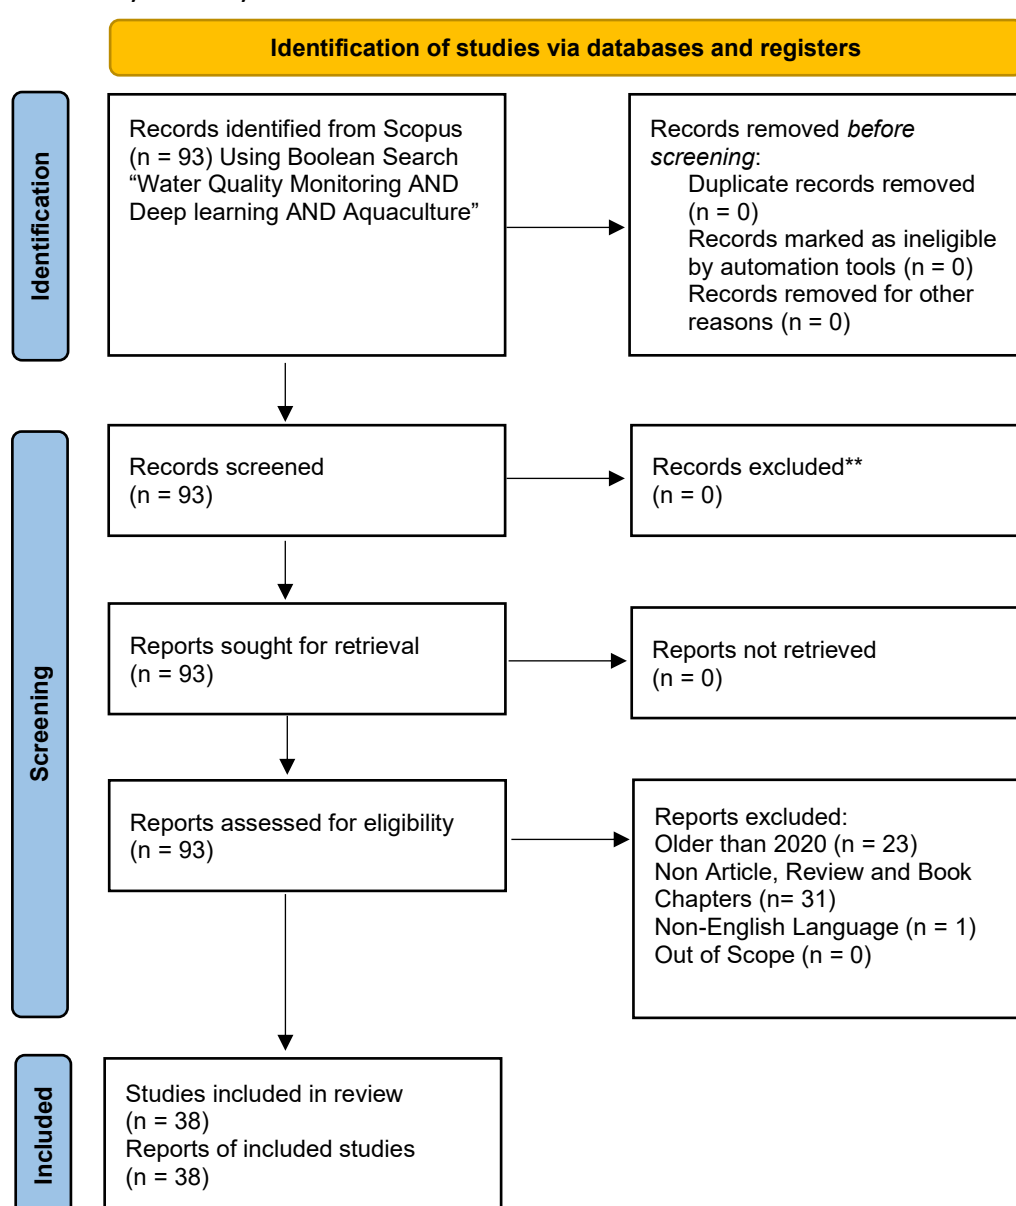 Identification of studies via databases and registers
Identification
Records identified from Scopus
(n = 93) Using Boolean Search
“Water Quality Monitoring AND
Deep learning AND Aquaculture”
Records removed before
screening:
Duplicate records removed
(n = 0)
Records marked as ineligible
by automation tools (n = 0)
Records removed for other
reasons (n = 0)
Screening
Records screened
(n = 93)
Records excluded**
(n = 0)
Reports sought for retrieval
(n = 93)
Reports not retrieved
(n = 0)
Reports assessed for eligibility
(n = 93)
Reports excluded:
Older than 2020 (n = 23)
Non Article, Review and Book
Chapters (n= 31)
Non-English Language (n = 1)
Out of Scope (n = 0)
Included
Studies included in review
(n = 38)
Reports of included studies
(n = 38)